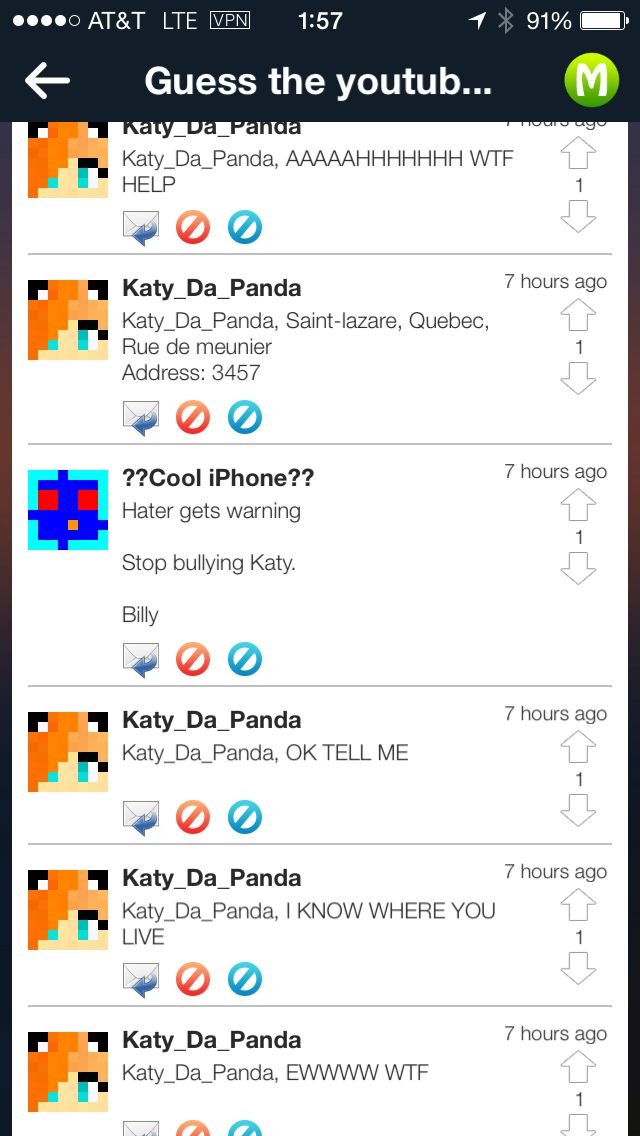 AT&T LTE VPN 1:57 91%
Guess the youtub...
M
Katy_Da_Panda 7 hours ago
Katy_Da_Panda, AAAAAHHHHHHH WTF
HELP
1
Katy_Da_Panda 7 hours ago
Katy_Da_Panda, Saint-lazare, Quebec,
Rue de meunier
Address: 3457
1
??Cool iPhone?? 7 hours ago
Hater gets warning
Stop bullying Katy.
Billy
1
Katy_Da_Panda 7 hours ago
Katy_Da_Panda, OK TELL ME
1
Katy_Da_Panda 7 hours ago
Katy_Da_Panda, I KNOW WHERE YOU
LIVE
1
Katy_Da_Panda 7 hours ago
Katy_Da_Panda, EWWWW WTF
1